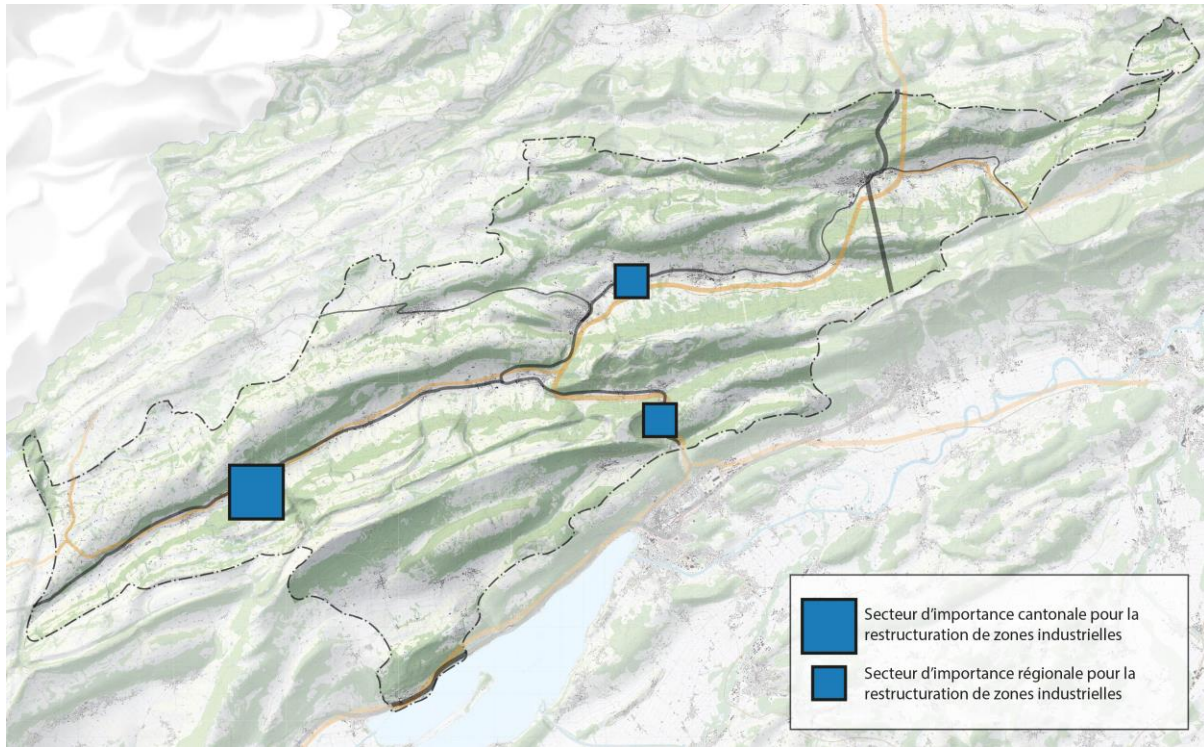 Secteur d'importance cantonale pour la
restructuration de zones industrielles
Secteur d'importance régionale pour la
restructuration de zones industrielles